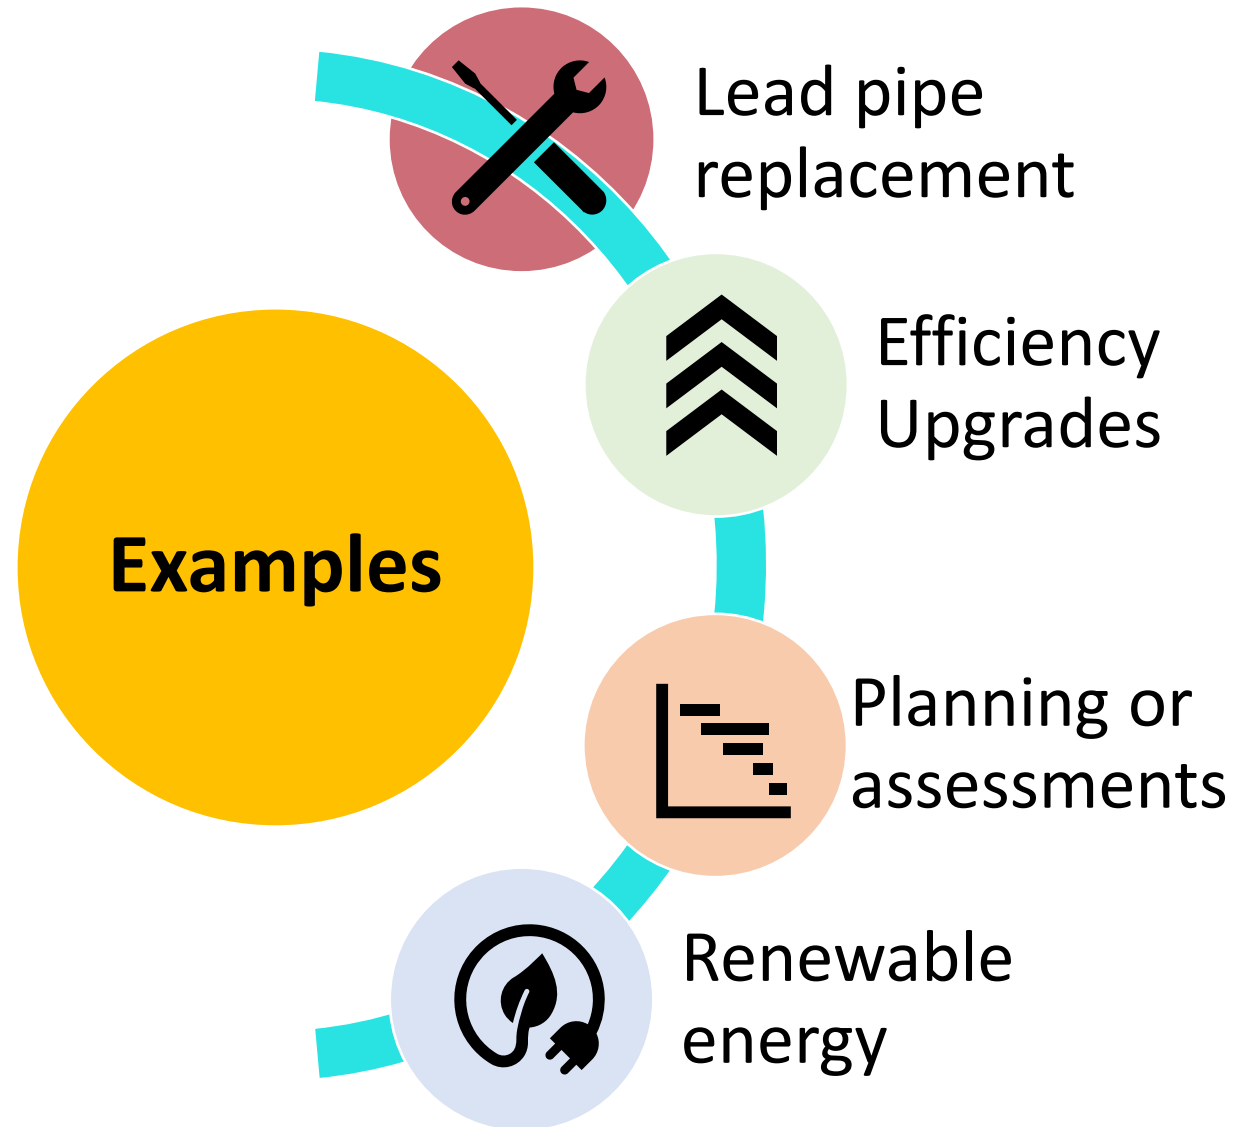 Lead pipe
replacement
Efficiency
Upgrades
Examples
Planning or
assessments
Renewable
energy